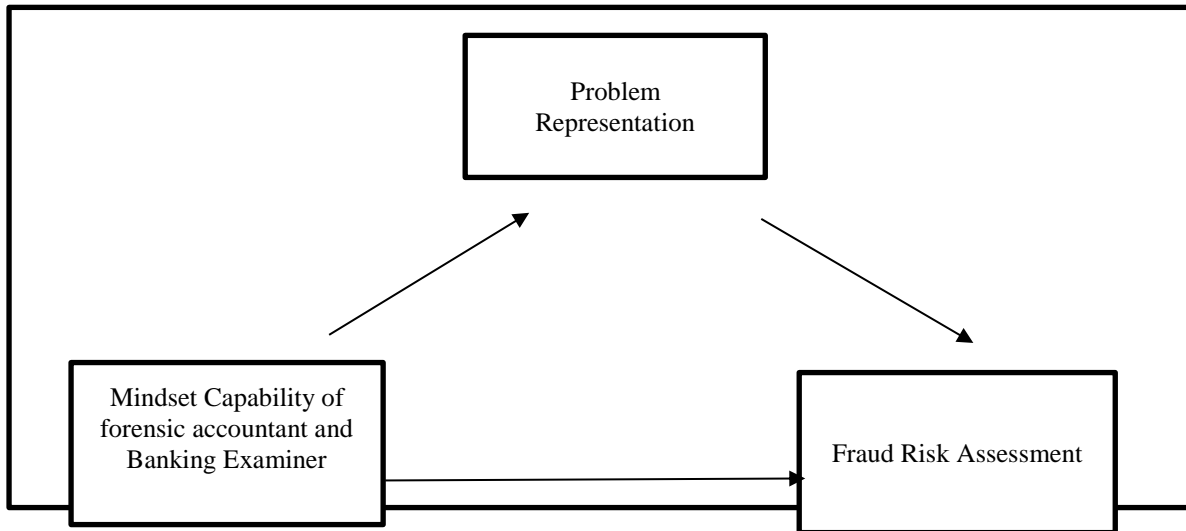 Problem
Representation
Mindset Capability of
forensic accountant and
Banking Examiner
Fraud Risk Assessment